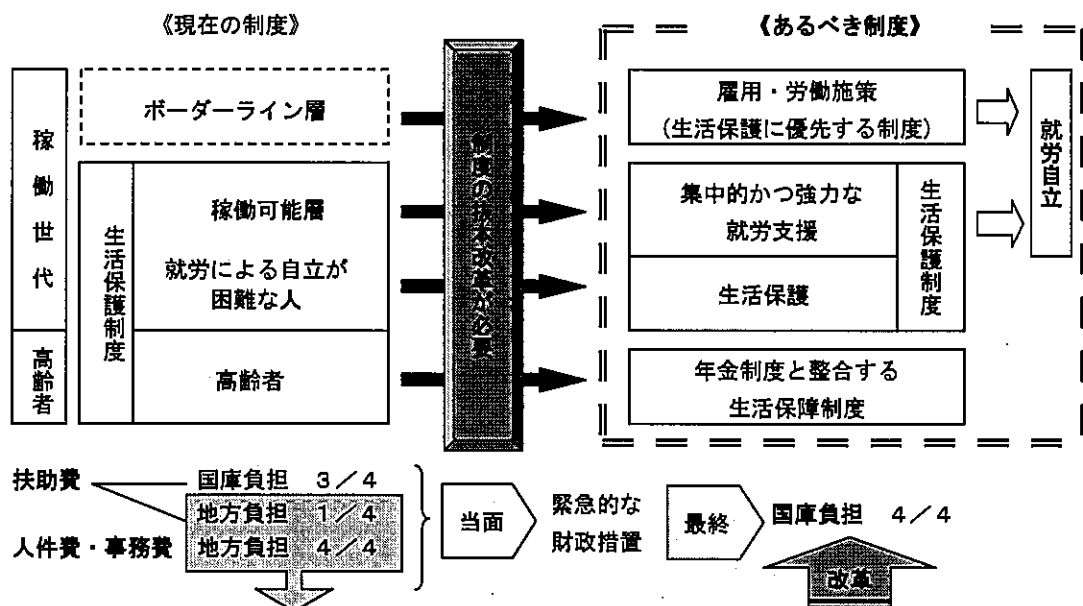 《現在の制度》
《あるべき制度》
稼働世代
高齢者
ボーダーライン層
生活保護制度
稼働可能層
就労による自立が
困難な人
高齢者
制度の抜本改革が必要
雇用・労働施策
(生活保護に優先する制度)
集中的かつ強力な
就労支援
生活保護
生活保護制度
年金制度と整合する
生活保障制度
就労自立
扶助費
国庫負担 3／4
地方負担 1／4
人件費・事務費
地方負担 4／4
当面
緊急的な
財政措置
最終
国庫負担 4／4
改革